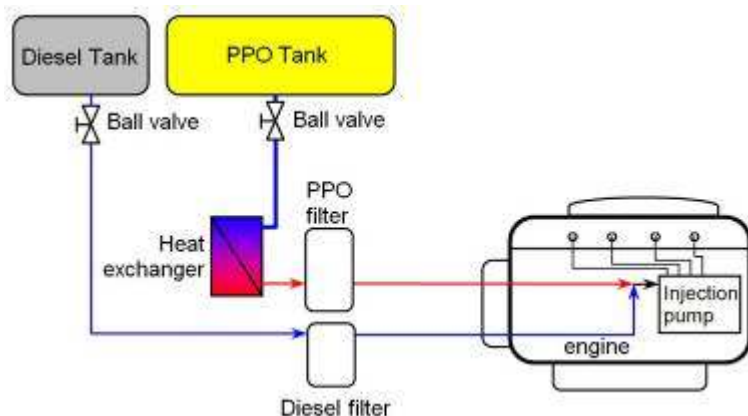 Diesel Tank
PPO Tank
Ball valve
Ball valve
PPO
filter
Heat
exchanger
Injection
pump
engine
Diesel filter